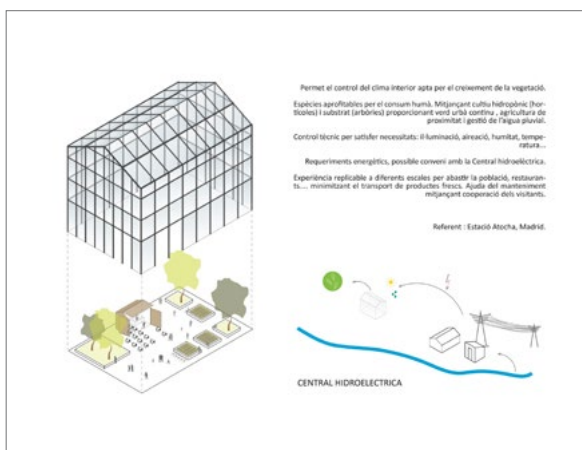 Permet el control del clima interior apta per el creixement de la vegetació.
Espècies aprofitables per el consum humà. Mitjançant cultiu hidropònic (hor-
tícoles) i substrat (arbòries) proporcionant verd urbà continu , agricultura de
proximitat i gestió de l'aigua pluvial.
Control tècnic per satisfer necessitats: il·luminació, aireació, humitat, tempe-
ratura...
Requeriments energètics, possible conveni amb la Central hidroelèctrica.
Experiència replicable a diferents escales per abastir la població, restauran-
ts.... minimitzant el transport de productes frescs. Ajuda del manteniment
mitjançant cooperació dels visitants.
Referent : Estació Atocha, Madrid.
CENTRAL HIDROELECTRICA